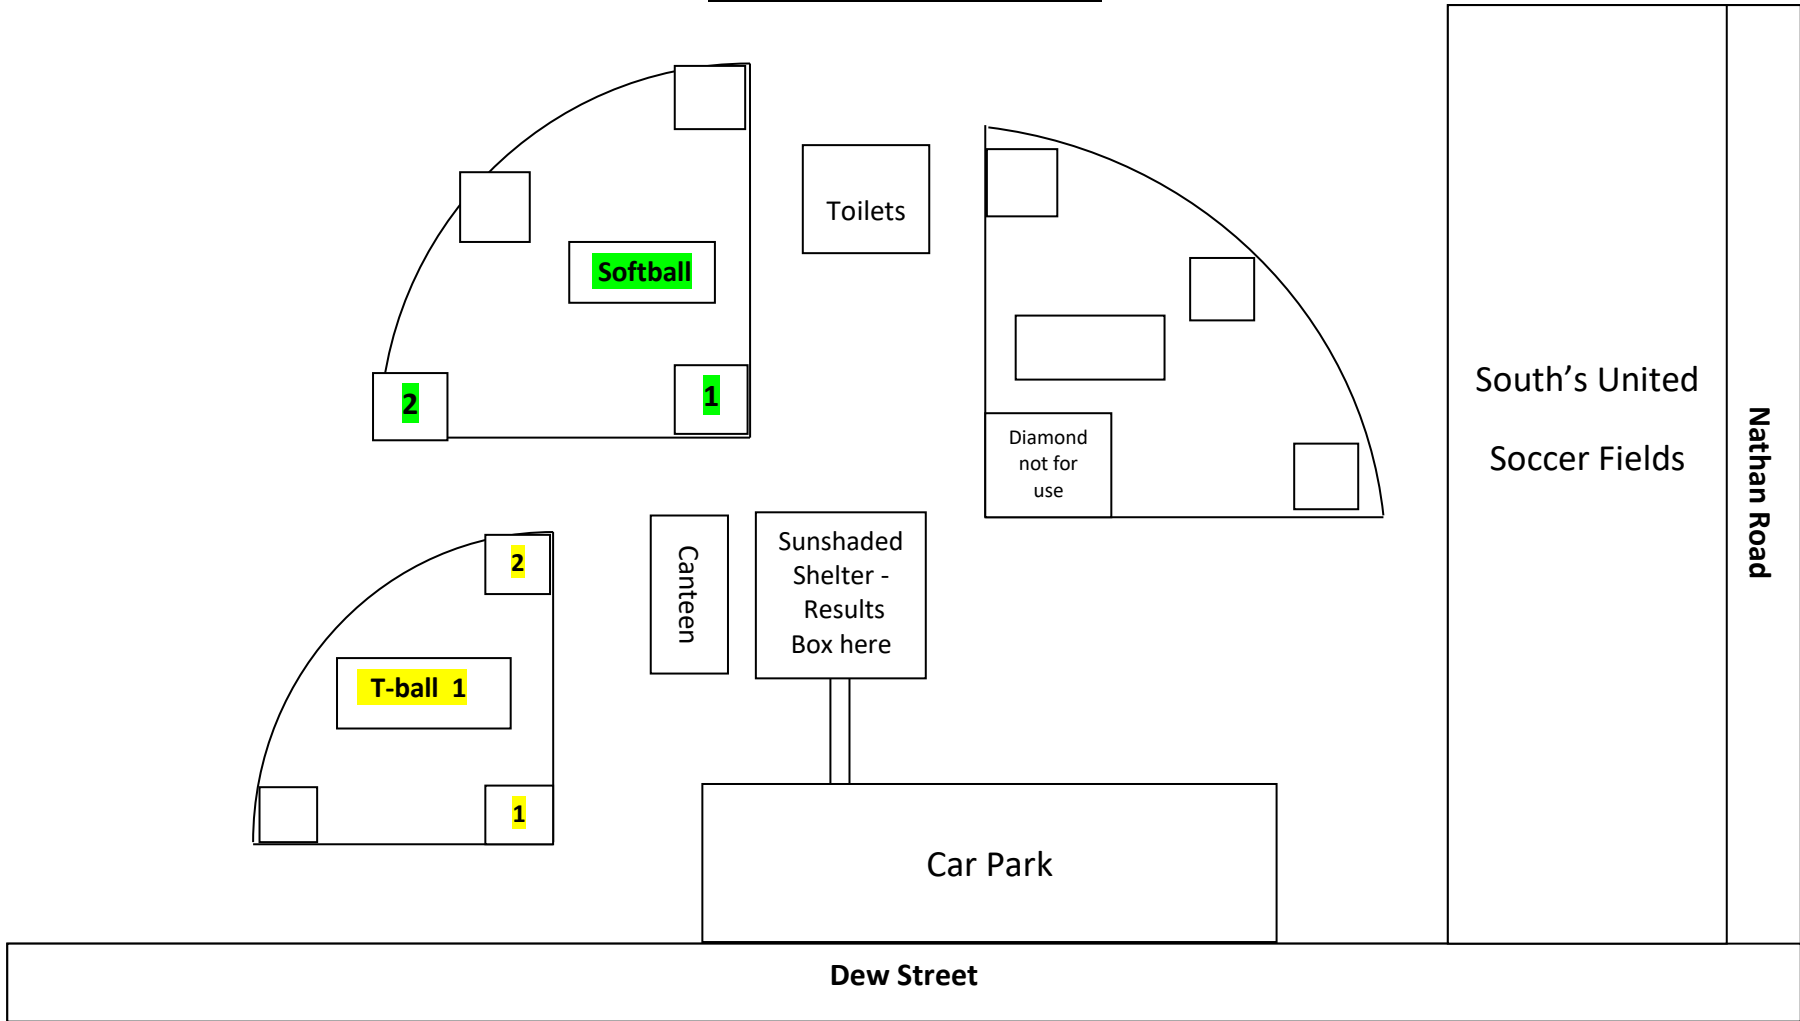 Toilets
Softball
2
1
Diamond
not for
use
South’s United
Soccer Fields
Nathan Road
Canteen
Sunshaded
Shelter -
Results
Box here
2
T-ball 1
1
Car Park
Dew Street